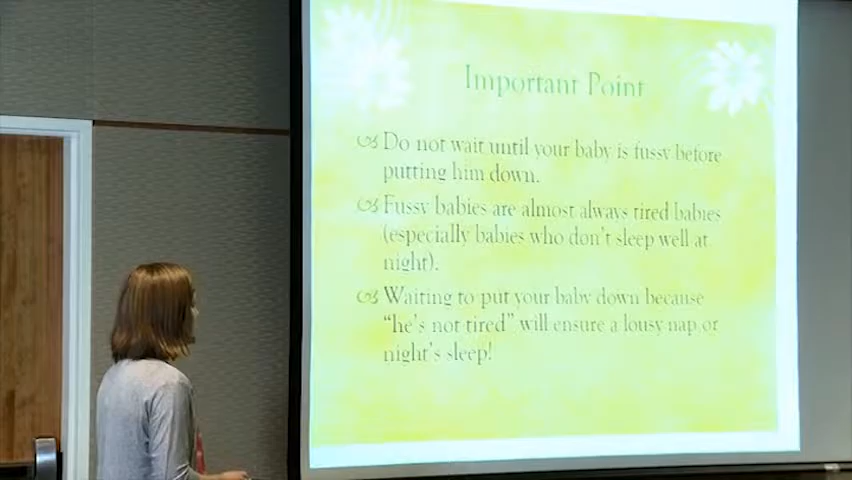 Important Point
Do not wait until your baby is fussy before
putting him down.
Fussy babies are almost always tired babies
(especially babies who don't sleep well at
night).
Waiting to put your baby down because
"he's not tired" will ensure a lousy nap or
night's sleep!